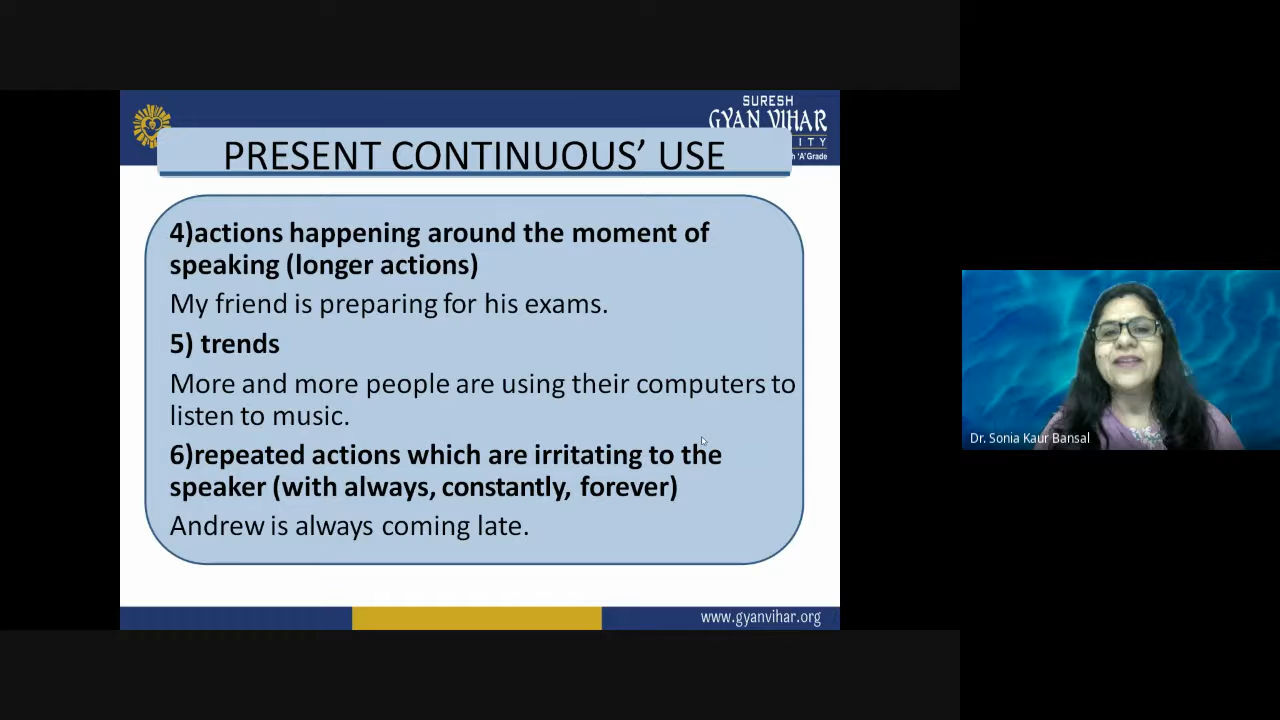 SURESH
GYAN VIHAR
PRESENT CONTINUOUS’ USE
4)actions happening around the moment of
speaking (longer actions)
My friend is preparing for his exams.
5) trends
More and more people are using their computers to
listen to music.
6)repeated actions which are irritating to the
speaker (with always, constantly, forever)
Andrew is always coming late.
www.gyanvihar.org
Dr. Sonia Kaur Bansal